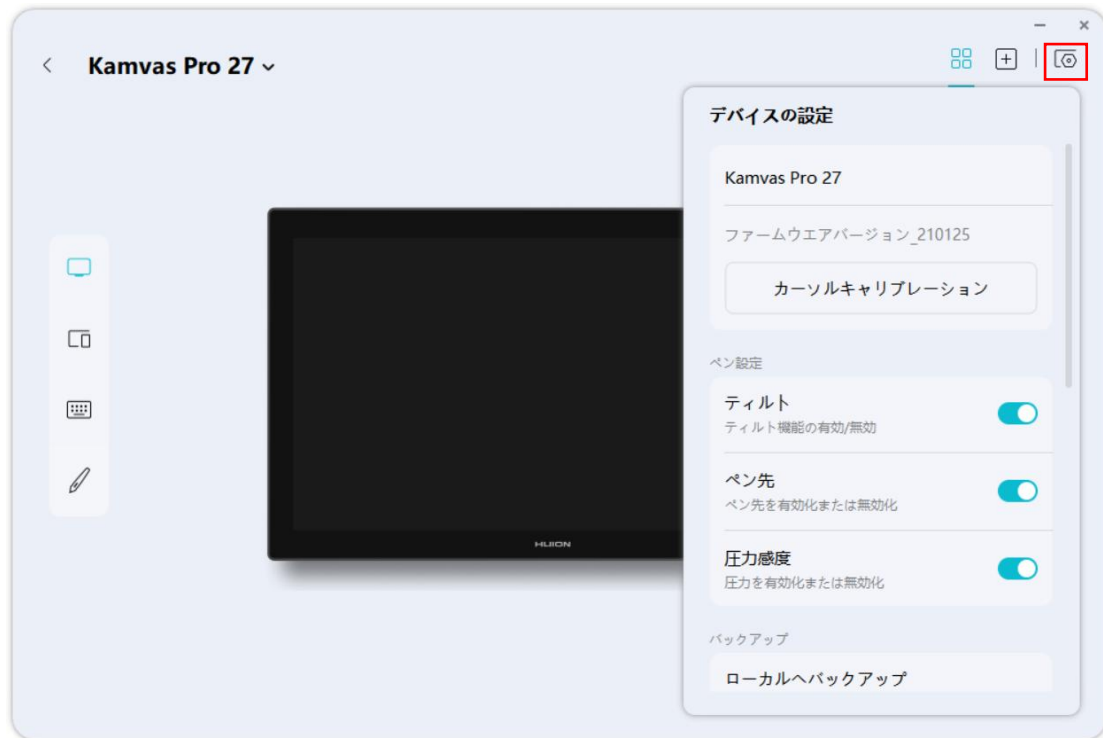 Kamvas Pro 27
デバイスの設定
Kamvas Pro 27
ファームウエアバージョン_210125
カーソルキャリブレーション
ペン設定
ティルト
ティルト機能の有効/無効
ペン先
ペン先を有効化または無効化
圧力感度
圧力を有効化または無効化
バックアップ
ローカルへバックアップ
HUION